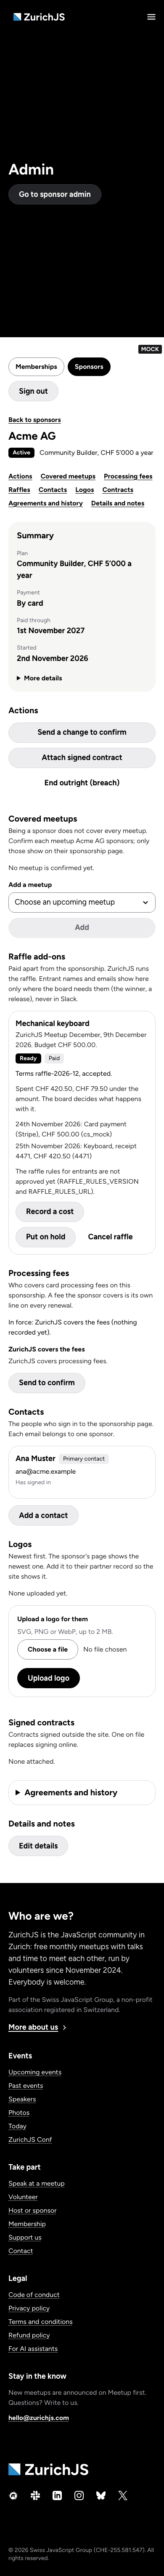 ZurichJS
Admin
Go to sponsor admin
MOCK
Memberships
Sponsors
Sign out
Back to sponsors
Acme AG
Active
Community Builder, CHF 5'000 a year
Actions
Covered meetups
Processing fees
Raffles
Contacts
Logos
Contracts
Agreements and history
Details and notes
Summary
Plan
Community Builder, CHF 5'000 a
year
Payment
By card
Paid through
1st November 2027
Started
2nd November 2026
More details
Actions
Send a change to confirm
Attach signed contract
End outright (breach)
Covered meetups
Being a sponsor does not cover every meetup.
Confirm each meetup Acme AG sponsors; only
those show on their sponsorship page.
No meetup is confirmed yet.
Add a meetup
Choose an upcoming meetup
Add
Raffle add-ons
Paid apart from the sponsorship. ZurichJS runs
the raffle. Entrant names and emails show here
where the board needs them (the winner, a
release), never in Slack.
Mechanical keyboard
ZurichJS Meetup December, 9th December
2026. Budget CHF 500.00.
Ready
Paid
Terms raffle-2026-12, accepted.
Spent CHF 420.50, CHF 79.50 under the
amount. The board decides what happens
with it.
24th November 2026: Card payment
(Stripe), CHF 500.00 (cs_mock)
25th November 2026: Keyboard, receipt
4471, CHF 420.50 (4471)
The raffle rules for entrants are not
approved yet (RAFFLE_RULES_VERSION
and RAFFLE_RULES_URL).
Record a cost
Put on hold
Cancel raffle
Processing fees
Who covers card processing fees on this
sponsorship. A fee the sponsor covers is its own
line on every renewal.
In force: ZurichJS covers the fees (nothing
recorded yet).
ZurichJS covers the fees
ZurichJS covers processing fees.
Send to confirm
Contacts
The people who sign in to the sponsorship page.
Each email belongs to one sponsor.
Ana Muster
Primary contact
ana@acme.example
Has signed in
Add a contact
Logos
Newest first. The sponsor's page shows the
newest one. Add it to their partner record so the
site shows it.
None uploaded yet.
Upload a logo for them
SVG, PNG or WebP, up to 2 MB.
Choose a file
No file chosen
Upload logo
Signed contracts
Contracts signed outside the site. One on file
replaces signing online.
None attached.
Agreements and history
Details and notes
Edit details
Who are we?
ZurichJS is the JavaScript community in
Zurich: free monthly meetups with talks
and time to meet each other, run by
volunteers since November 2024.
Everybody is welcome.
Part of the Swiss JavaScript Group, a non-profit
association registered in Switzerland.
More about us
Events
Upcoming events
Past events
Speakers
Photos
Today
ZurichJS Conf
Take part
Speak at a meetup
Volunteer
Host or sponsor
Membership
Support us
Contact
Legal
Code of conduct
Privacy policy
Terms and conditions
Refund policy
For AI assistants
Stay in the know
New meetups are announced on Meetup first.
Questions? Write to us.
hello@zurichjs.com
ZurichJS
© 2026 Swiss JavaScript Group (CHE-255.581.547). All
rights reserved.